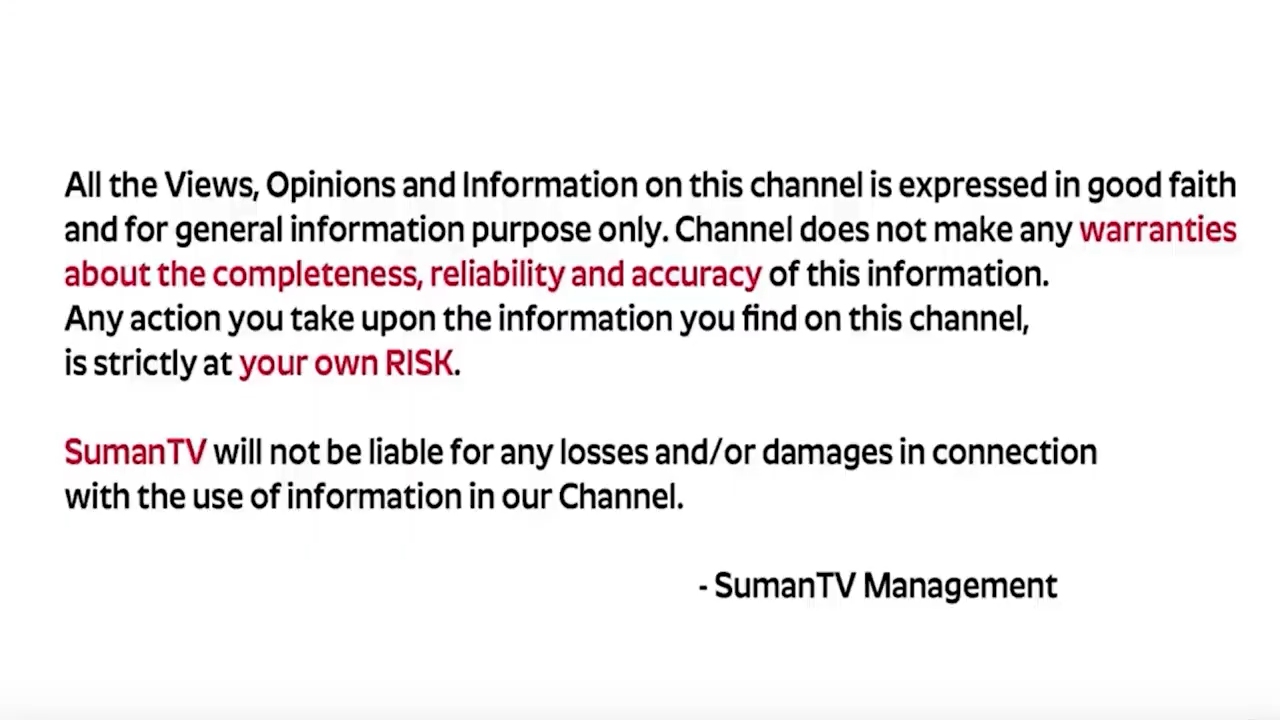 All the Views, Opinions and Information on this channel is expressed in good faith
and for general information purpose only. Channel does not make any warranties
about the completeness, reliability and accuracy of this information.
Any action you take upon the information you find on this channel,
is strictly at your own RISK.
SumanTV will not be liable for any losses and/or damages in connection
with the use of information in our Channel.
- SumanTV Management